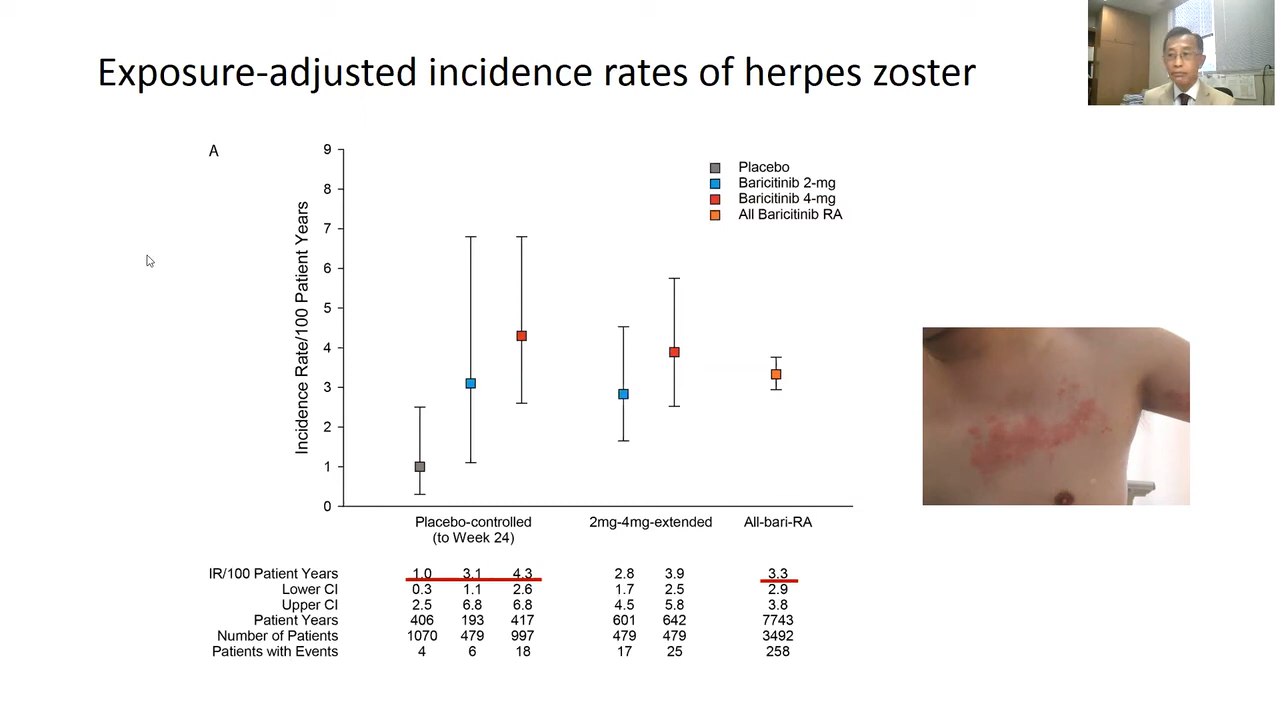 Exposure-adjusted incidence rates of herpes zoster
A
9
8
7
6
5
4
3
2
1
0
Incidence Rate/100 Patient Years
Placebo
Baricitinib 2-mg
Baricitinib 4-mg
All Baricitinib RA
Placebo-controlled
(to Week 24)
2mg-4mg-extended
All-bari-RA
IR/100 Patient Years 1.0 3.1 4.3 2.8 3.9 3.3
Lower CI 0.3 1.1 2.6 1.7 2.5 2.9
Upper CI 2.5 6.8 6.8 4.5 5.8 3.8
Patient Years 406 193 417 601 642 7743
Number of Patients 1070 479 997 479 479 3492
Patients with Events 4 6 18 17 25 258